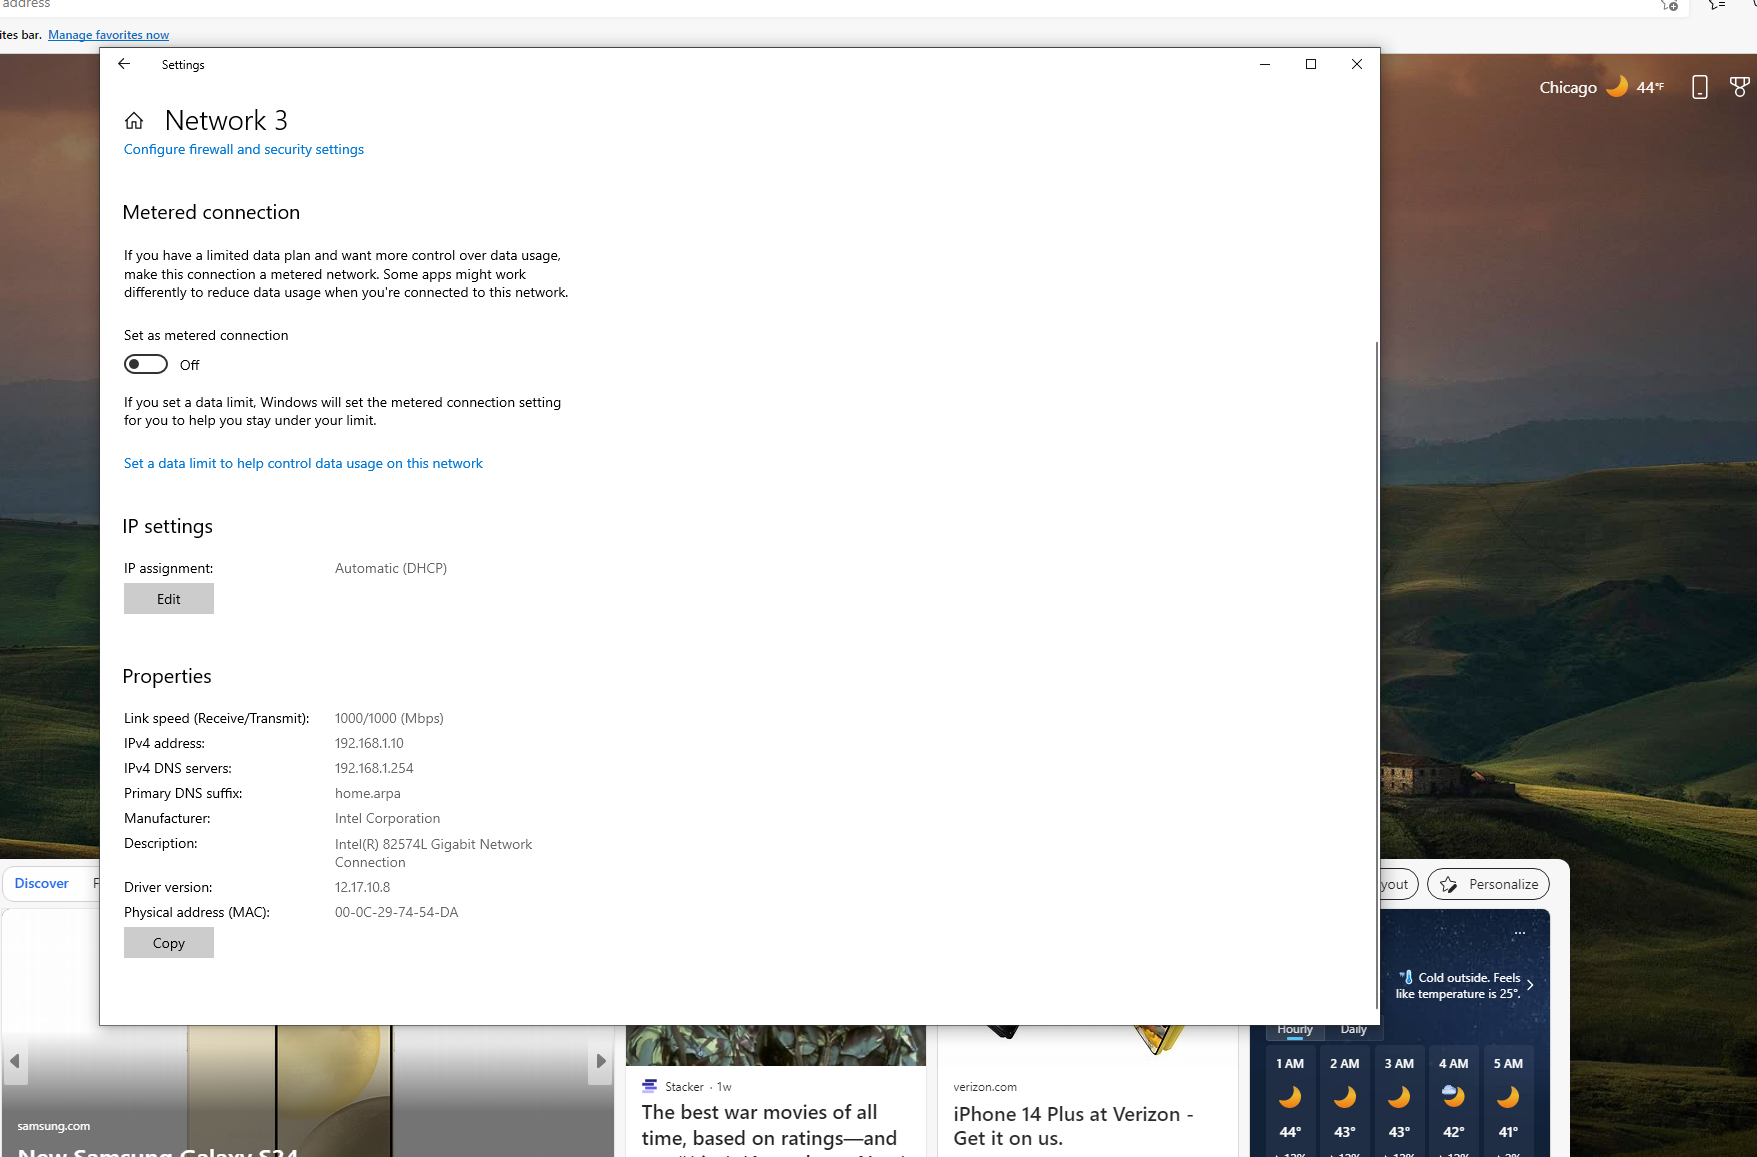 address
ites bar. Manage favorites now
Settings
Chicago 44°F
Network 3
Configure firewall and security settings
Metered connection
If you have a limited data plan and want more control over data usage,
make this connection a metered network. Some apps might work
differently to reduce data usage when you're connected to this network.
Set as metered connection
Off
If you set a data limit, Windows will set the metered connection setting
for you to help you stay under your limit.
Set a data limit to help control data usage on this network
IP settings
IP assignment: Automatic (DHCP)
Edit
Properties
Link speed (Receive/Transmit): 1000/1000 (Mbps)
IPv4 address: 192.168.1.10
IPv4 DNS servers: 192.168.1.254
Primary DNS suffix: home.arpa
Manufacturer: Intel Corporation
Description: Intel(R) 82574L Gigabit Network
Connection
Driver version: 12.17.10.8
Physical address (MAC): 00-0C-29-74-54-DA
Copy
Discover F
yout Personalize
...
Cold outside. Feels
like temperature is 25°.
Hourly Daily
1 AM 2 AM 3 AM 4 AM 5 AM
44° 43° 43° 42° 41°
samsung.com
New Samsung Galaxy S24
Stacker · 1w
The best war movies of all
time, based on ratings—and
verizon.com
iPhone 14 Plus at Verizon -
Get it on us.